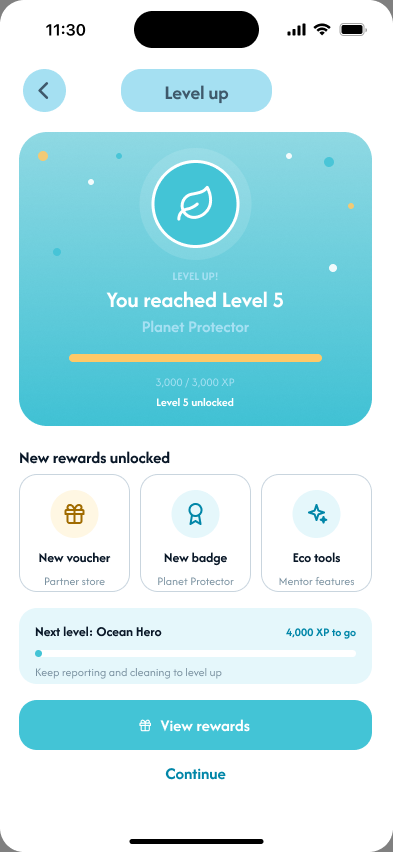 11:30
Level up
LEVEL UP!
You reached Level 5
Planet Protector
3,000 / 3,000 XP
Level 5 unlocked
New rewards unlocked
New voucher
Partner store
New badge
Planet Protector
Eco tools
Mentor features
Next level: Ocean Hero
4,000 XP to go
Keep reporting and cleaning to level up
View rewards
Continue